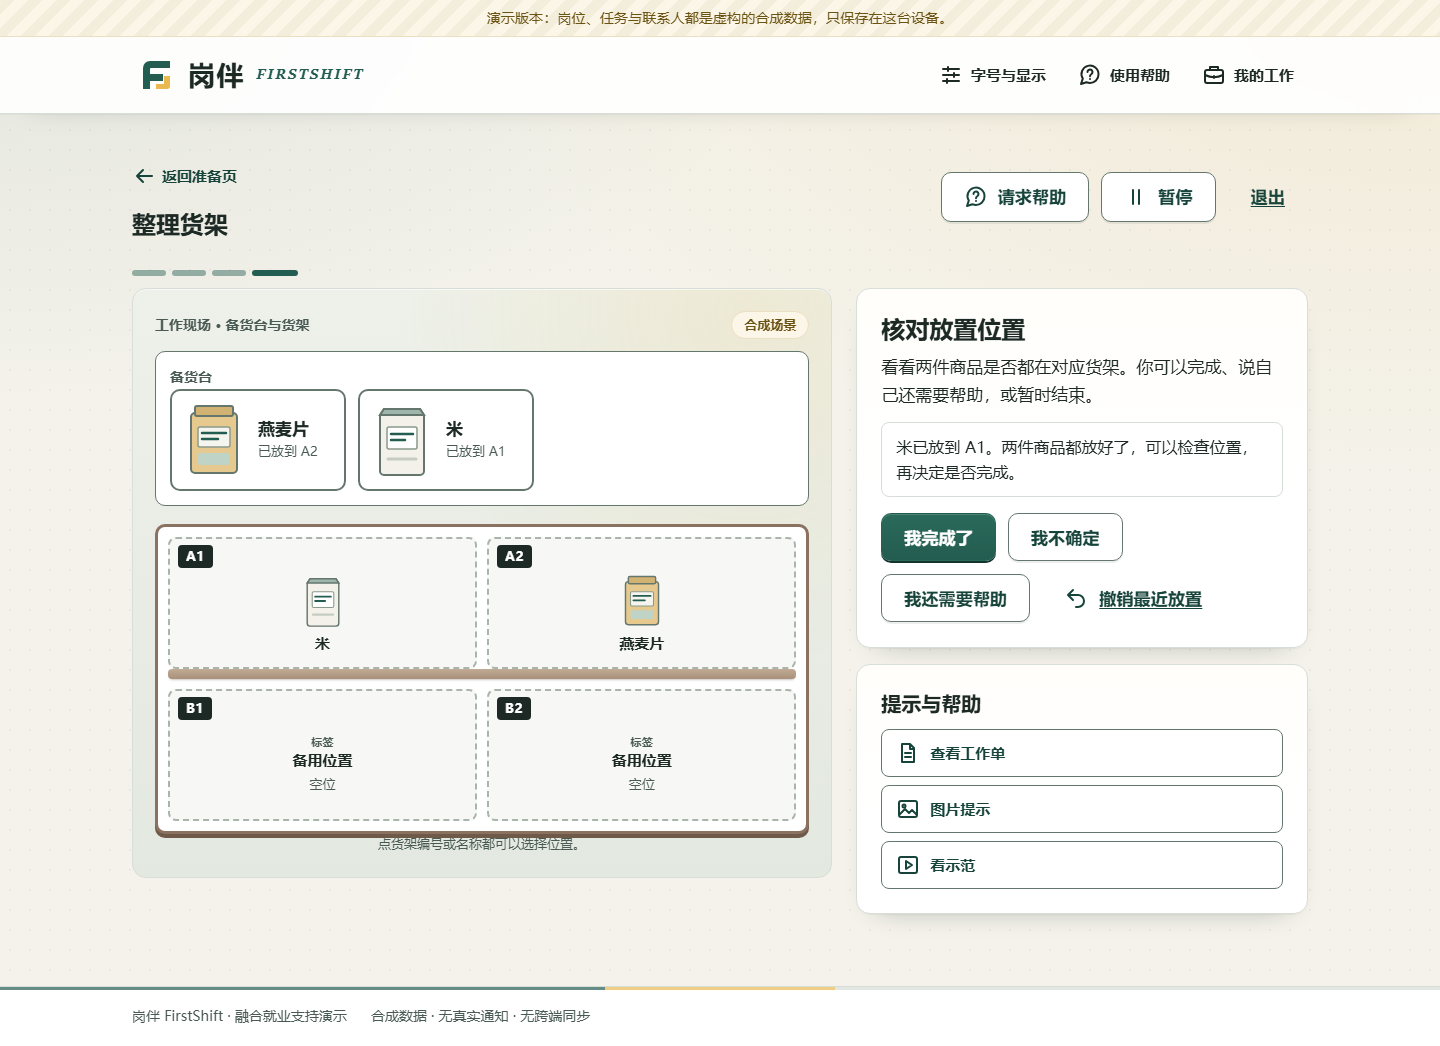 演示版本：岗位、任务与联系人都是虚构的合成数据，只保存在这台设备。
岗伴 FIRSTSHIFT
字号与显示
使用帮助
我的工作
返回准备页
整理货架
请求帮助
暂停
退出
工作现场 • 备货台与货架
合成场景
备货台
燕麦片
已放到 A2
米
已放到 A1
A1
米
A2
燕麦片
B1
标签
备用位置
空位
B2
标签
备用位置
空位
点货架编号或名称都可以选择位置。
核对放置位置
看看两件商品是否都在对应货架。你可以完成、说自
己还需要帮助，或暂时结束。
米已放到 A1。两件商品都放好了，可以检查位置，
再决定是否完成。
我完成了
我不确定
我还需要帮助
撤销最近放置
提示与帮助
查看工作单
图片提示
看示范
岗伴 FirstShift · 融合就业支持演示
合成数据 · 无真实通知 · 无跨端同步